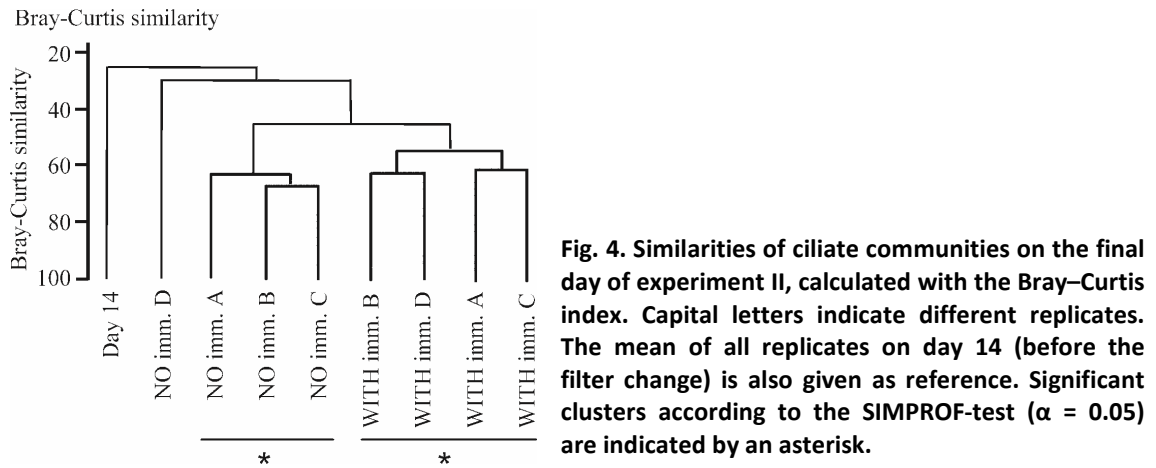 Bray-Curtis similarity
Bray-Curtis similarity
20
40
60
80
100
Day 14
NO imm. D
NO imm. A
NO imm. B
NO imm. C
WITH imm. B
WITH imm. D
WITH imm. A
WITH imm. C
* *
Fig. 4. Similarities of ciliate communities on the final
day of experiment II, calculated with the Bray–Curtis
index. Capital letters indicate different replicates.
The mean of all replicates on day 14 (before the
filter change) is also given as reference. Significant
clusters according to the SIMPROF-test (α = 0.05)
are indicated by an asterisk.